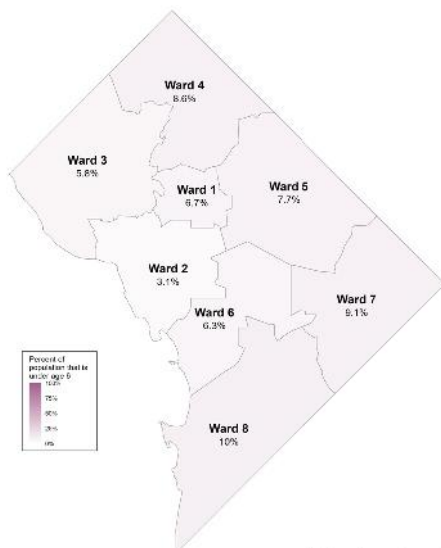 Ward 4
8.6%
Ward 3
5.8%
Ward 1
6.7%
Ward 5
7.7%
Ward 2
3.1%
Ward 6
6.3%
Ward 7
9.1%
Percent of
population that is
under age 5
100%
75%
50%
25%
0%
Ward 8
10%